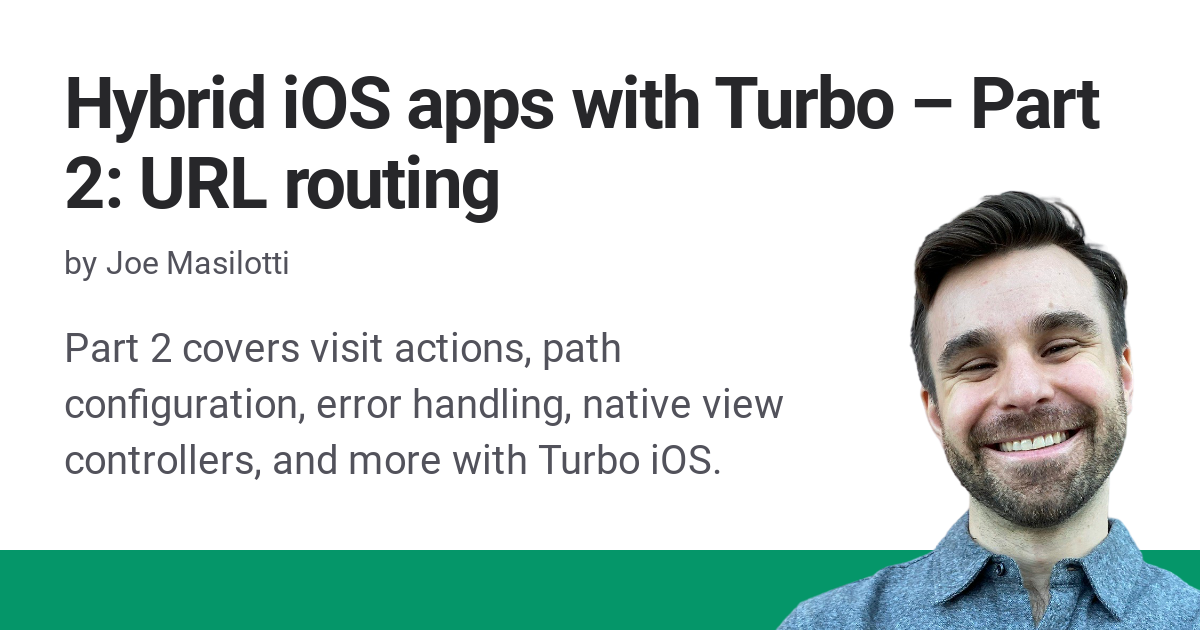 Hybrid iOS apps with Turbo – Part
2: URL routing
by Joe Masilotti
Part 2 covers visit actions, path
configuration, error handling, native view
controllers, and more with Turbo iOS.